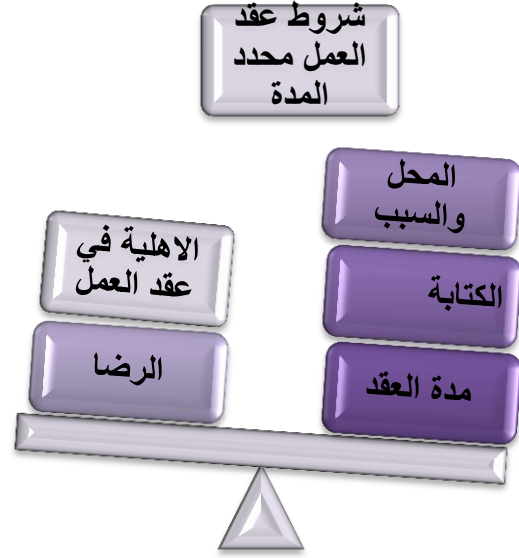 شروط عقد
العمل محدد
المدة
المحل
والسبب
الكتابة
مدة العقد
الاهلية في
عقد العمل
الرضا